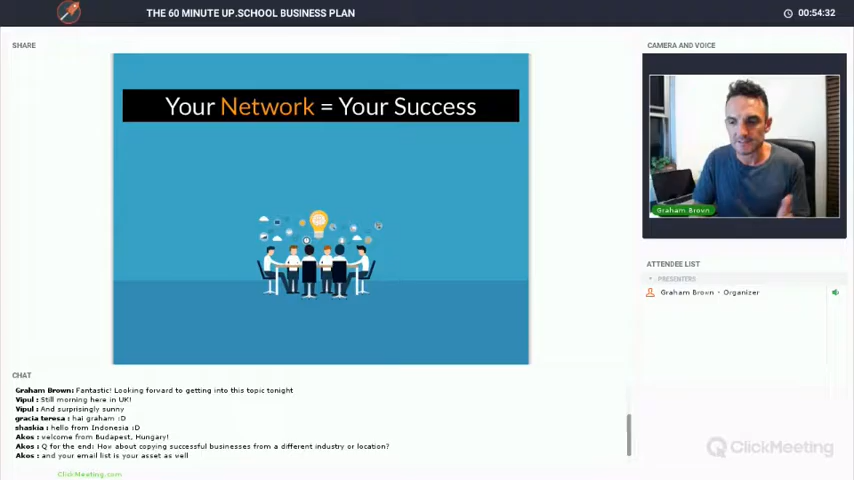 THE 60 MINUTE UP.SCHOOL BUSINESS PLAN
00:54:32
SHARE
CAMERA AND VOICE
Your Network = Your Success
Graham Brown
ATTENDEE LIST
PRESENTERS
Graham Brown - Organizer
CHAT
Graham Brown: Fantastic! Looking forward to getting into this topic tonight
Vipul : Still morning here in UK!
Vipul : And surprisingly sunny
gracia teresa : hai graham :D
shaskia : hello from Indonesia :D
Akos : welcome from Budapest, Hungary!
Akos : Q for the end: How about copying successful businesses from a different industry or location?
Akos : and your email list is your asset as well
ClickMeeting.com
ClickMeeting